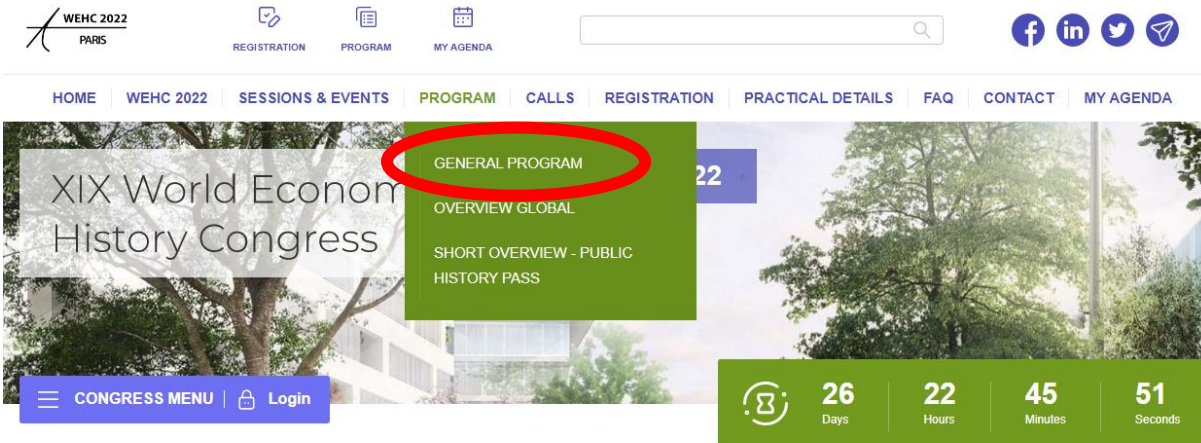 WEHC 2022
PARIS
REGISTRATION
PROGRAM
MY AGENDA
HOME WEHC 2022 SESSIONS & EVENTS PROGRAM CALLS REGISTRATION PRACTICAL DETAILS FAQ CONTACT MY AGENDA
GENERAL PROGRAM
OVERVIEW GLOBAL
SHORT OVERVIEW - PUBLIC
HISTORY PASS
XIX World Econom
History Congress
22
CONGRESS MENU | Login
26 22 45 51
Days Hours Minutes Seconds